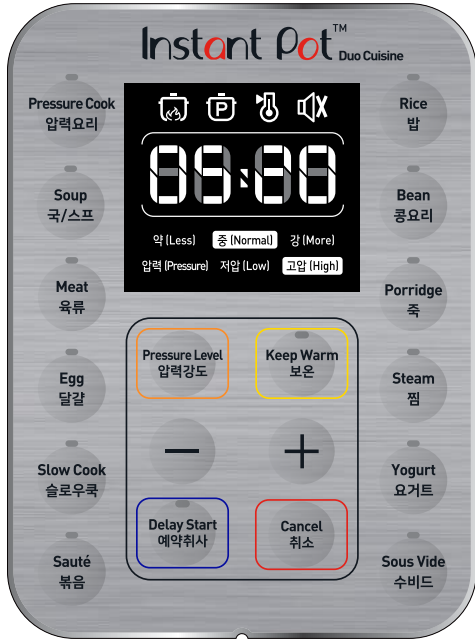 Instant Pot™
Duo Cuisine
Pressure Cook
압력요리
Soup
국/스프
Meat
육류
Egg
달걀
Slow Cook
슬로우쿡
Sauté
볶음
P
05:30
약 (Less) 중 (Normal) 강 (More)
압력 (Pressure) 저압 (Low) 고압 (High)
Pressure Level
압력강도
Keep Warm
보온
− +
Delay Start
예약취사
Cancel
취소
Rice
밥
Bean
콩요리
Porridge
죽
Steam
찜
Yogurt
요거트
Sous Vide
수비드